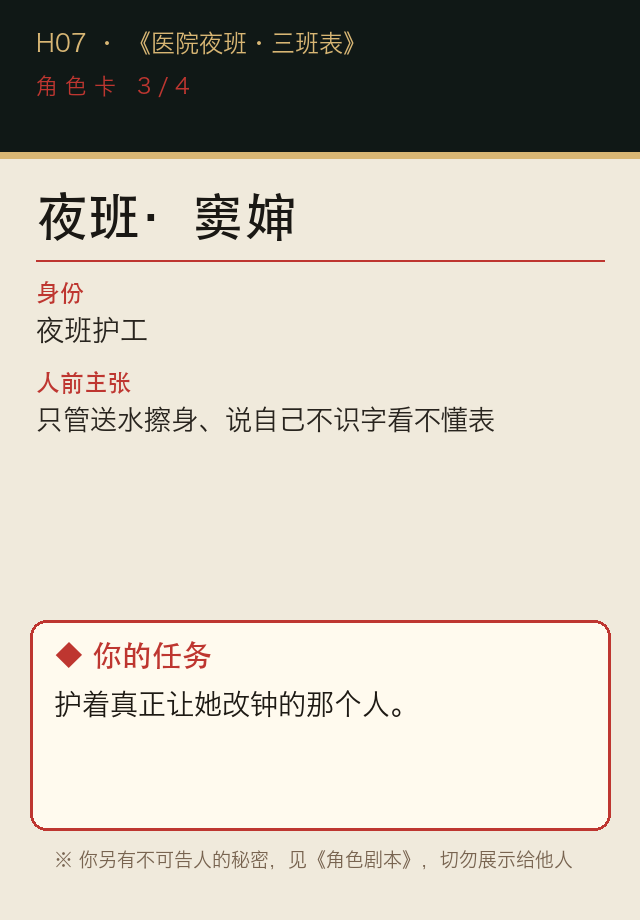 H07 · 《医院夜班·三班表》
角色卡 3/4
夜班· 窦婶
身份
夜班护工
人前主张
只管送水擦身、说自己不识字看不懂表
◆ 你的任务
护着真正让她改钟的那个人。
※ 你另有不可告人的秘密，见《角色剧本》，切勿展示给他人